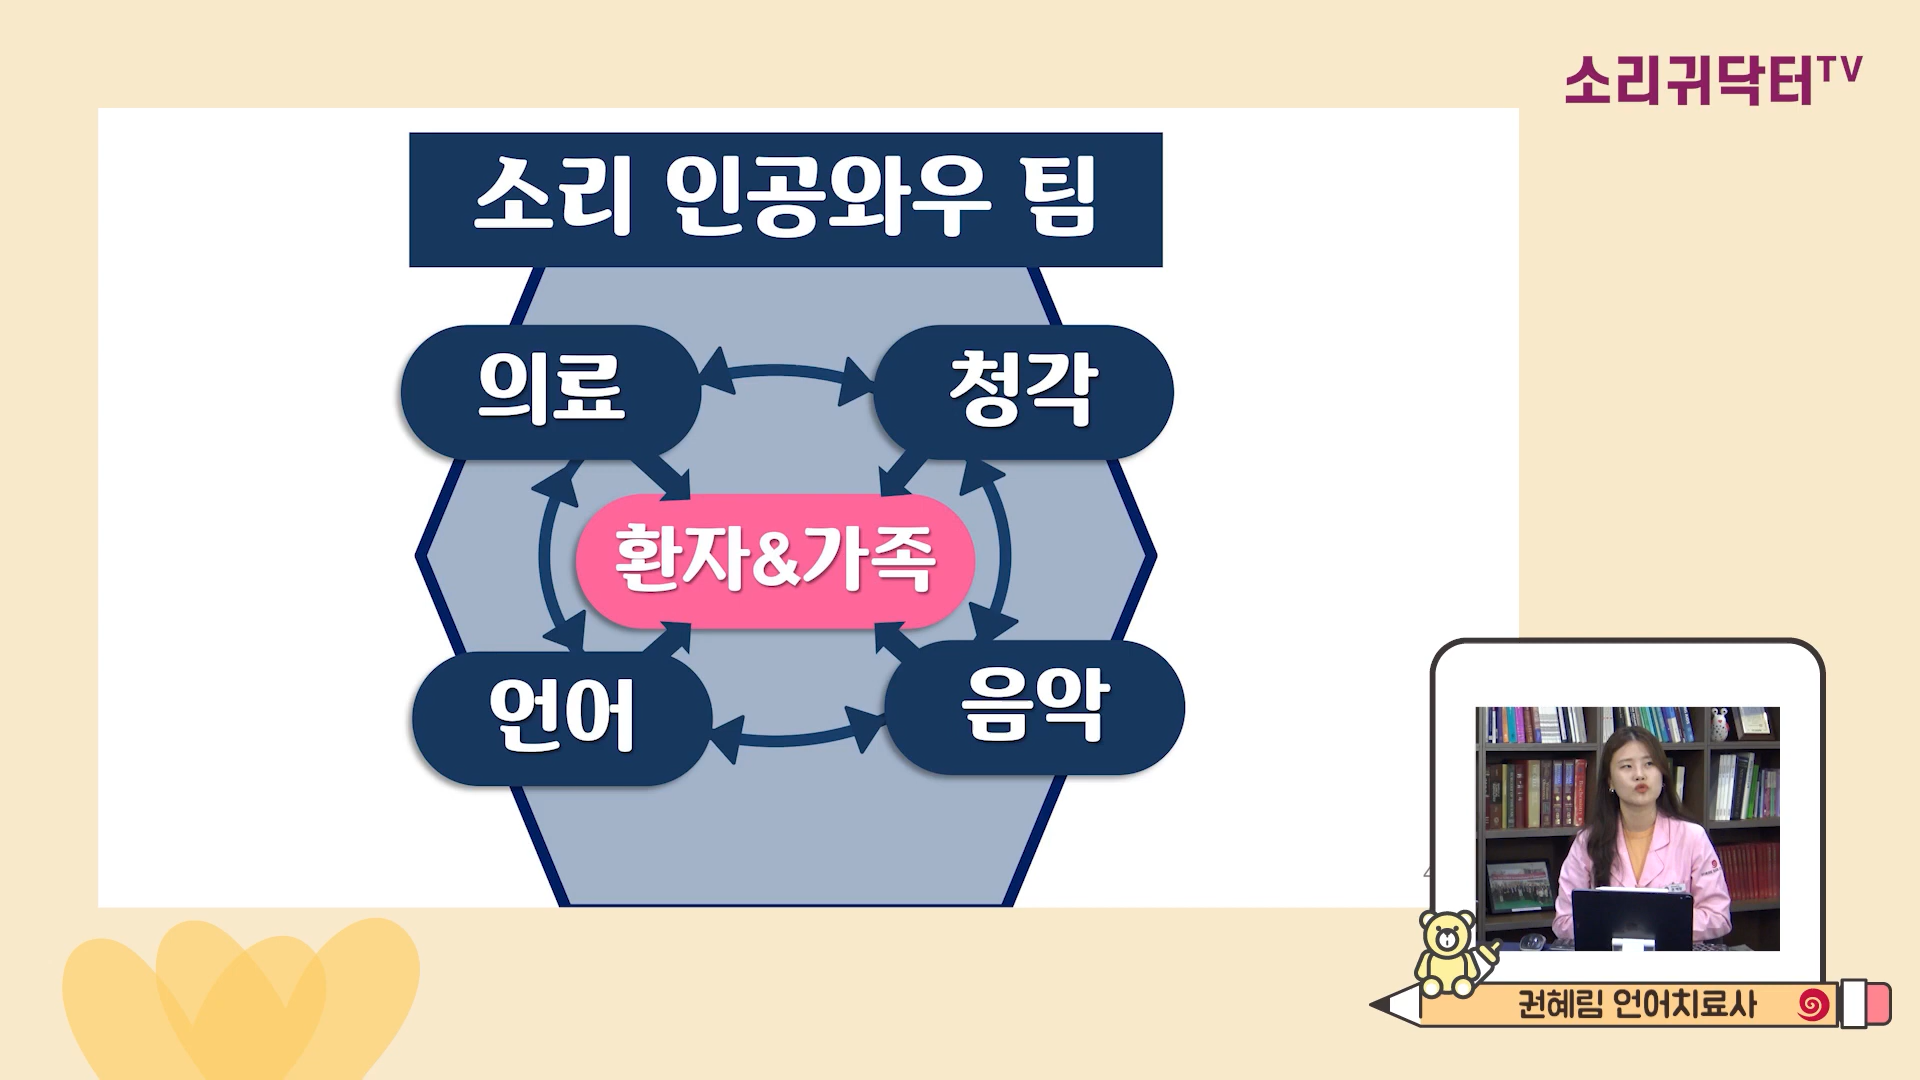 소리귀닥터TV
소리 인공와우 팀
의료
청각
환자&가족
언어
음악
권혜림 언어치료사